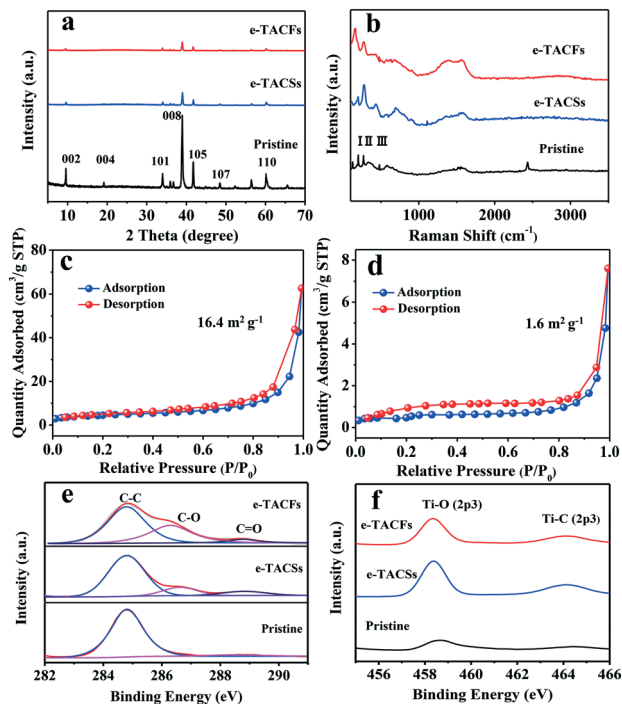 a
e-TACFs
e-TACSs
Pristine
008
002
004
101
105
107
110
10 20 30 40 50 60 70
2 Theta (degree)
Intensity (a.u.)
b
e-TACFs
e-TACSs
Pristine
I II III
1000 2000 3000
Raman Shift (cm-1)
Intensity (a.u.)
c
Adsorption
Desorption
16.4 m2 g-1
80
60
40
20
0
0.0 0.2 0.4 0.6 0.8 1.0
Relative Pressure (P/P0)
Quantity Adsorbed (cm3/g STP)
d
Adsorption
Desorption
1.6 m2 g-1
8
6
4
2
0
0.0 0.2 0.4 0.6 0.8 1.0
Relative Pressure (P/P0)
Quantity Adsorbed (cm3/g STP)
e
C-C
C-O
C=O
e-TACFs
e-TACSs
Pristine
282 284 286 288 290
Binding Energy (eV)
Intensity (a.u.)
f
Ti-O (2p3)
Ti-C (2p3)
e-TACFs
e-TACSs
Pristine
456 458 460 462 464 466
Binding Energy (eV)
Intensity (a.u.)